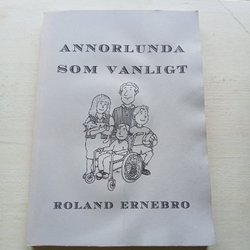 ANNORLUNDA
SOM VANLIGT
ROLAND ERNEBRO